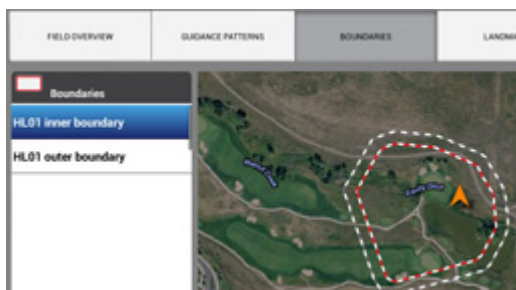 FIELD OVERVIEW
GUIDANCE PATTERNS
BOUNDARIES
LANDMA
Boundaries
HL01 inner boundary
HL01 outer boundary